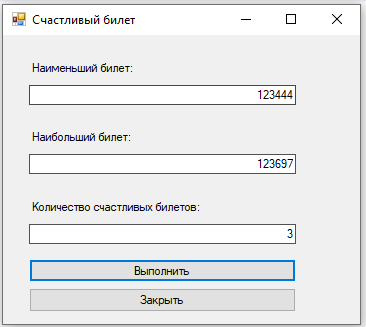 Счастливый билет
Наименьший билет:
123444
Наибольший билет:
123697
Количество счастливых билетов:
3
Выполнить
Закрыть